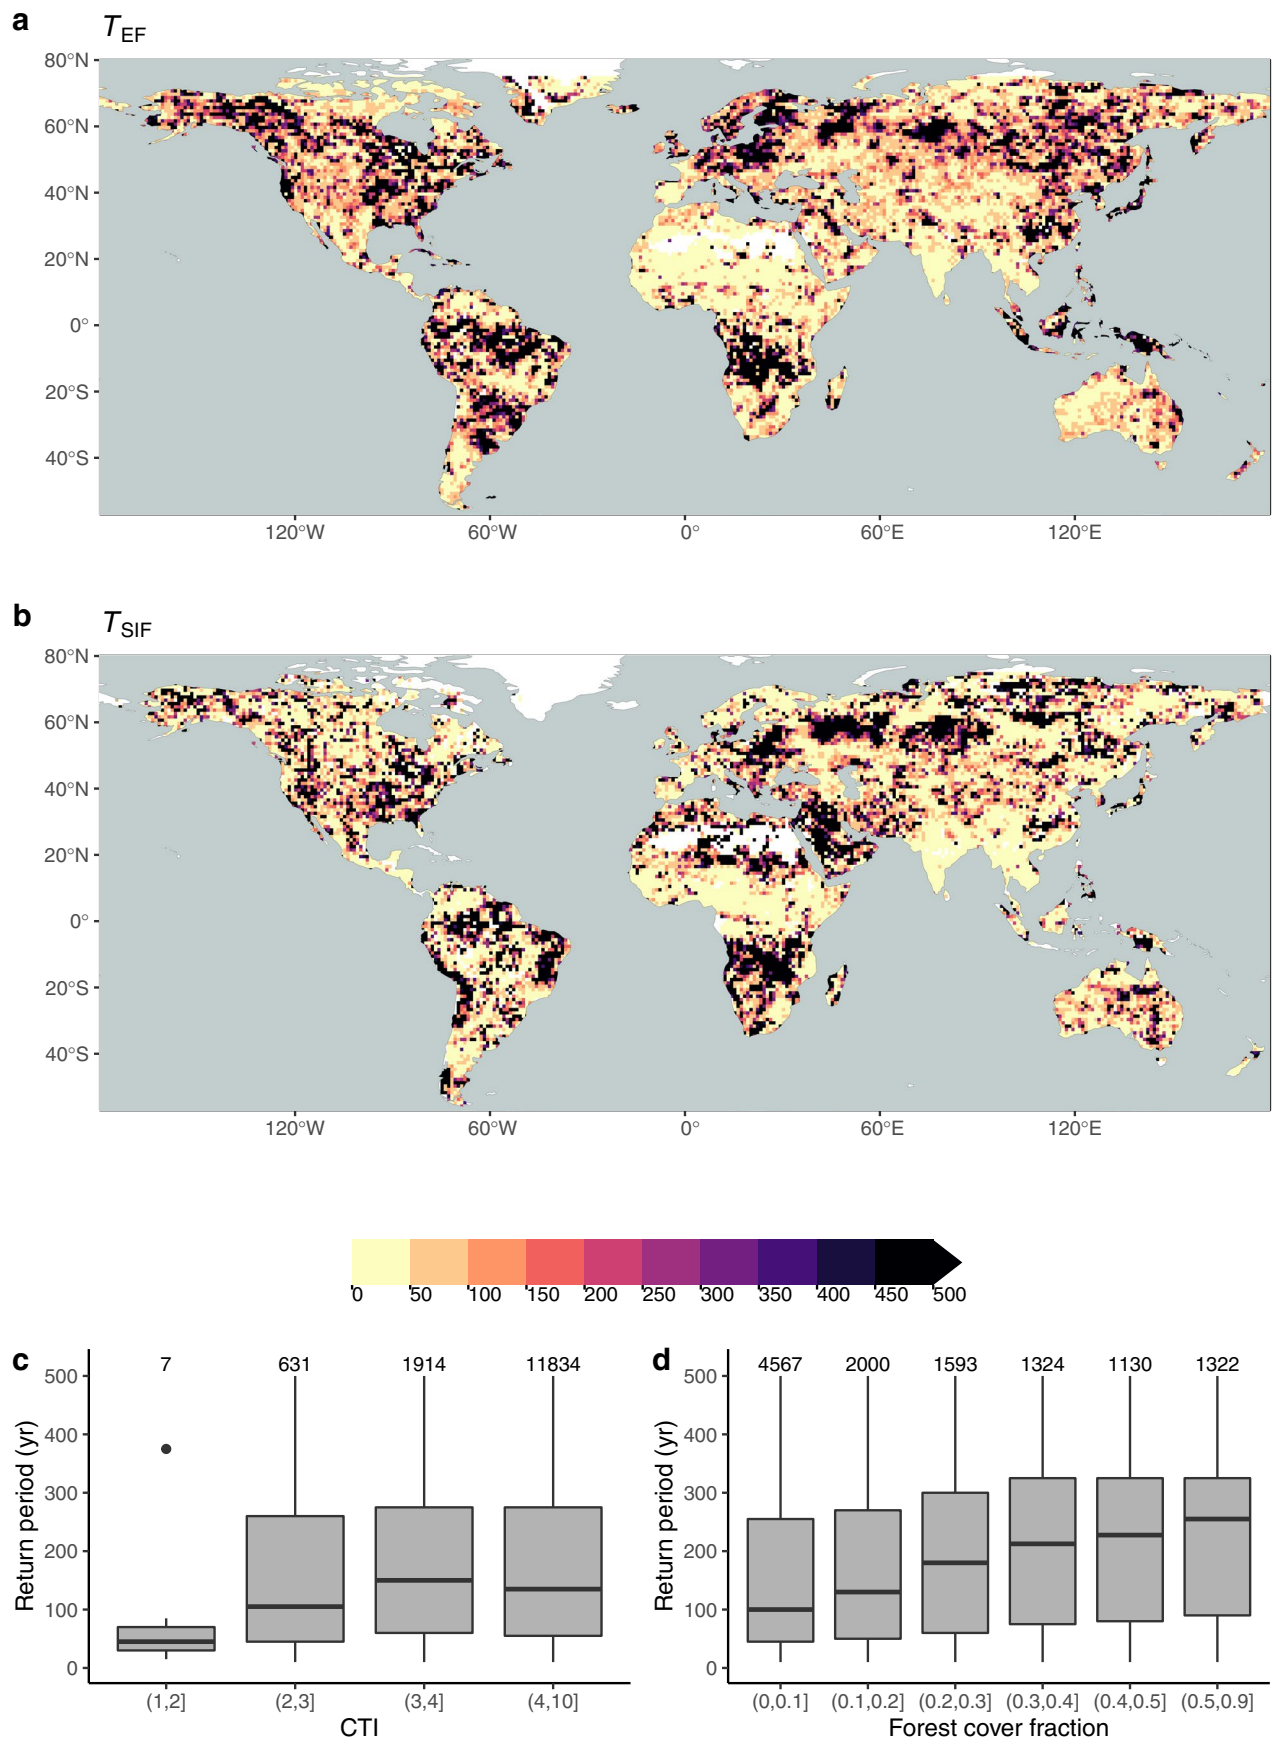 a
T_EF
80°N
60°N
40°N
20°N
0°
20°S
40°S
120°W 60°W 0° 60°E 120°E
b
T_SIF
80°N
60°N
40°N
20°N
0°
20°S
40°S
120°W 60°W 0° 60°E 120°E
0 50 100 150 200 250 300 350 400 450 500
c
7 631 1914 11834
Return period (yr)
500
400
300
200
100
0
(1,2] (2,3] (3,4] (4,10]
CTI
d
4567 2000 1593 1324 1130 1322
Return period (yr)
500
400
300
200
100
0
(0,0.1] (0.1,0.2] (0.2,0.3] (0.3,0.4] (0.4,0.5] (0.5,0.9]
Forest cover fraction